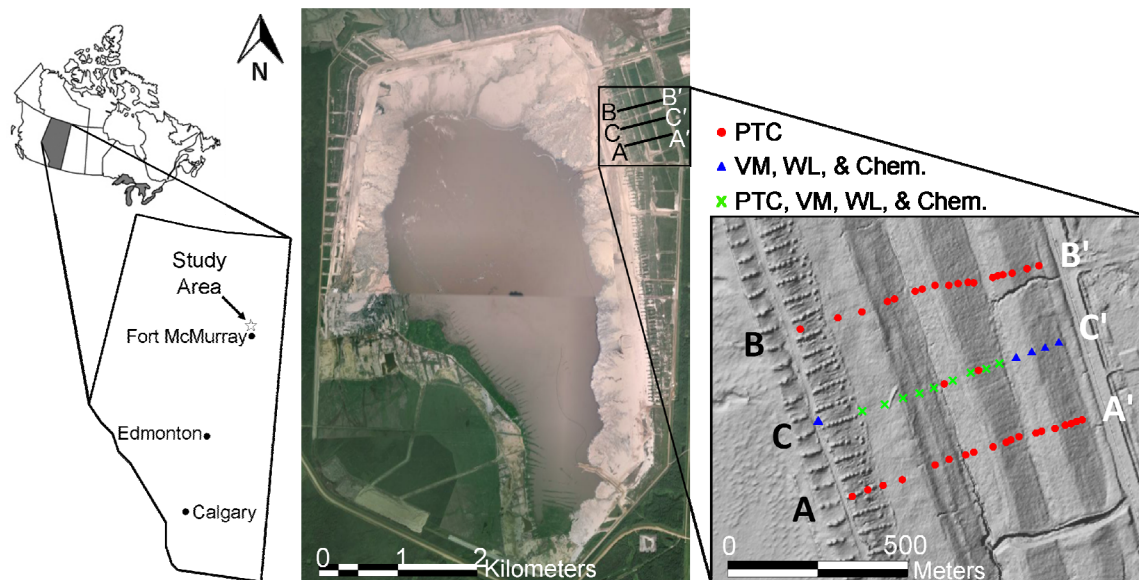 N
Study
Area
Fort McMurray
Edmonton
Calgary
B B'
C C'
A A'
0 1 2
Kilometers
PTC
VM, WL, & Chem.
PTC, VM, WL, & Chem.
B'
B
C'
C
A'
A
0 500
Meters